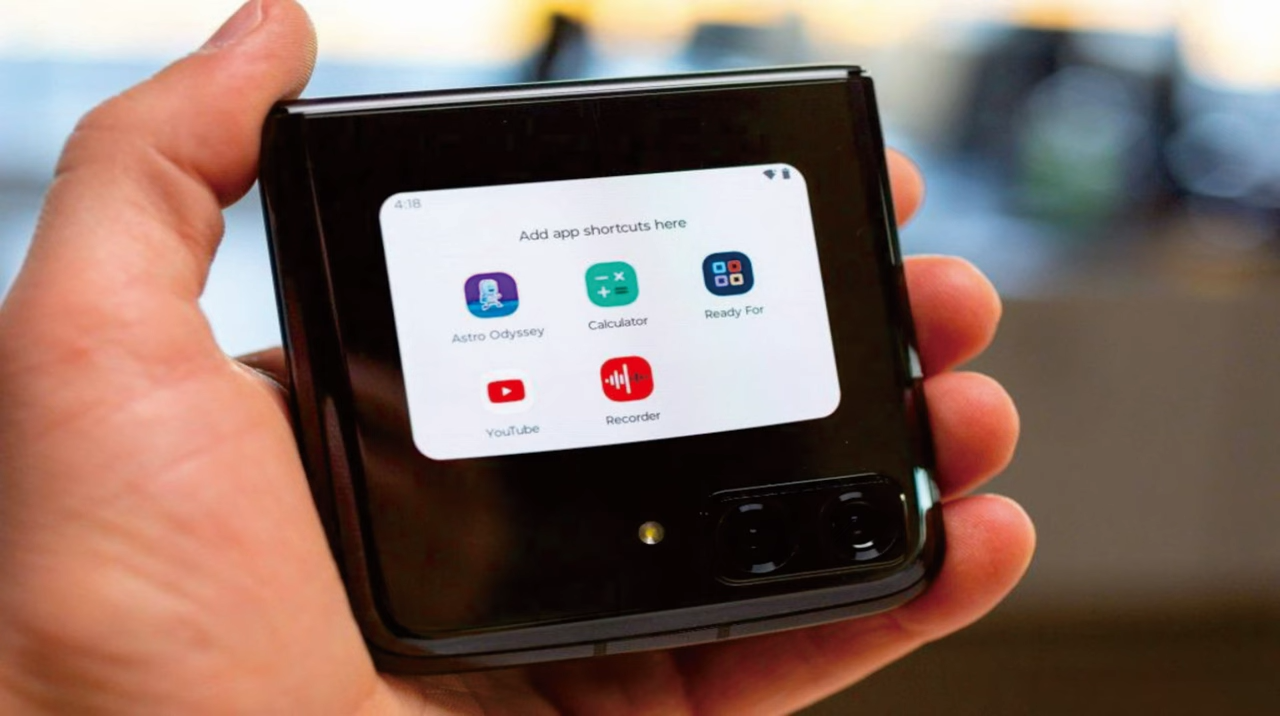 4:18
Add app shortcuts here
Astro Odyssey
Calculator
Ready For
YouTube
Recorder